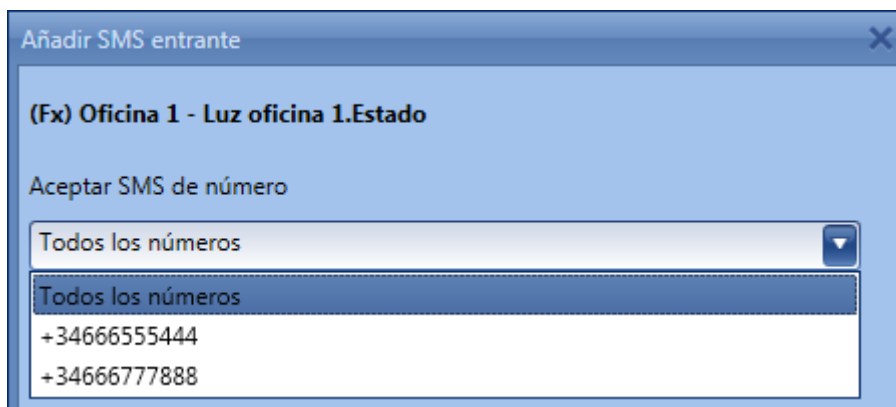 Añadir SMS entrante
(Fx) Oficina 1 - Luz oficina 1.Estado
Aceptar SMS de número
Todos los números
Todos los números
+34666555444
+34666777888